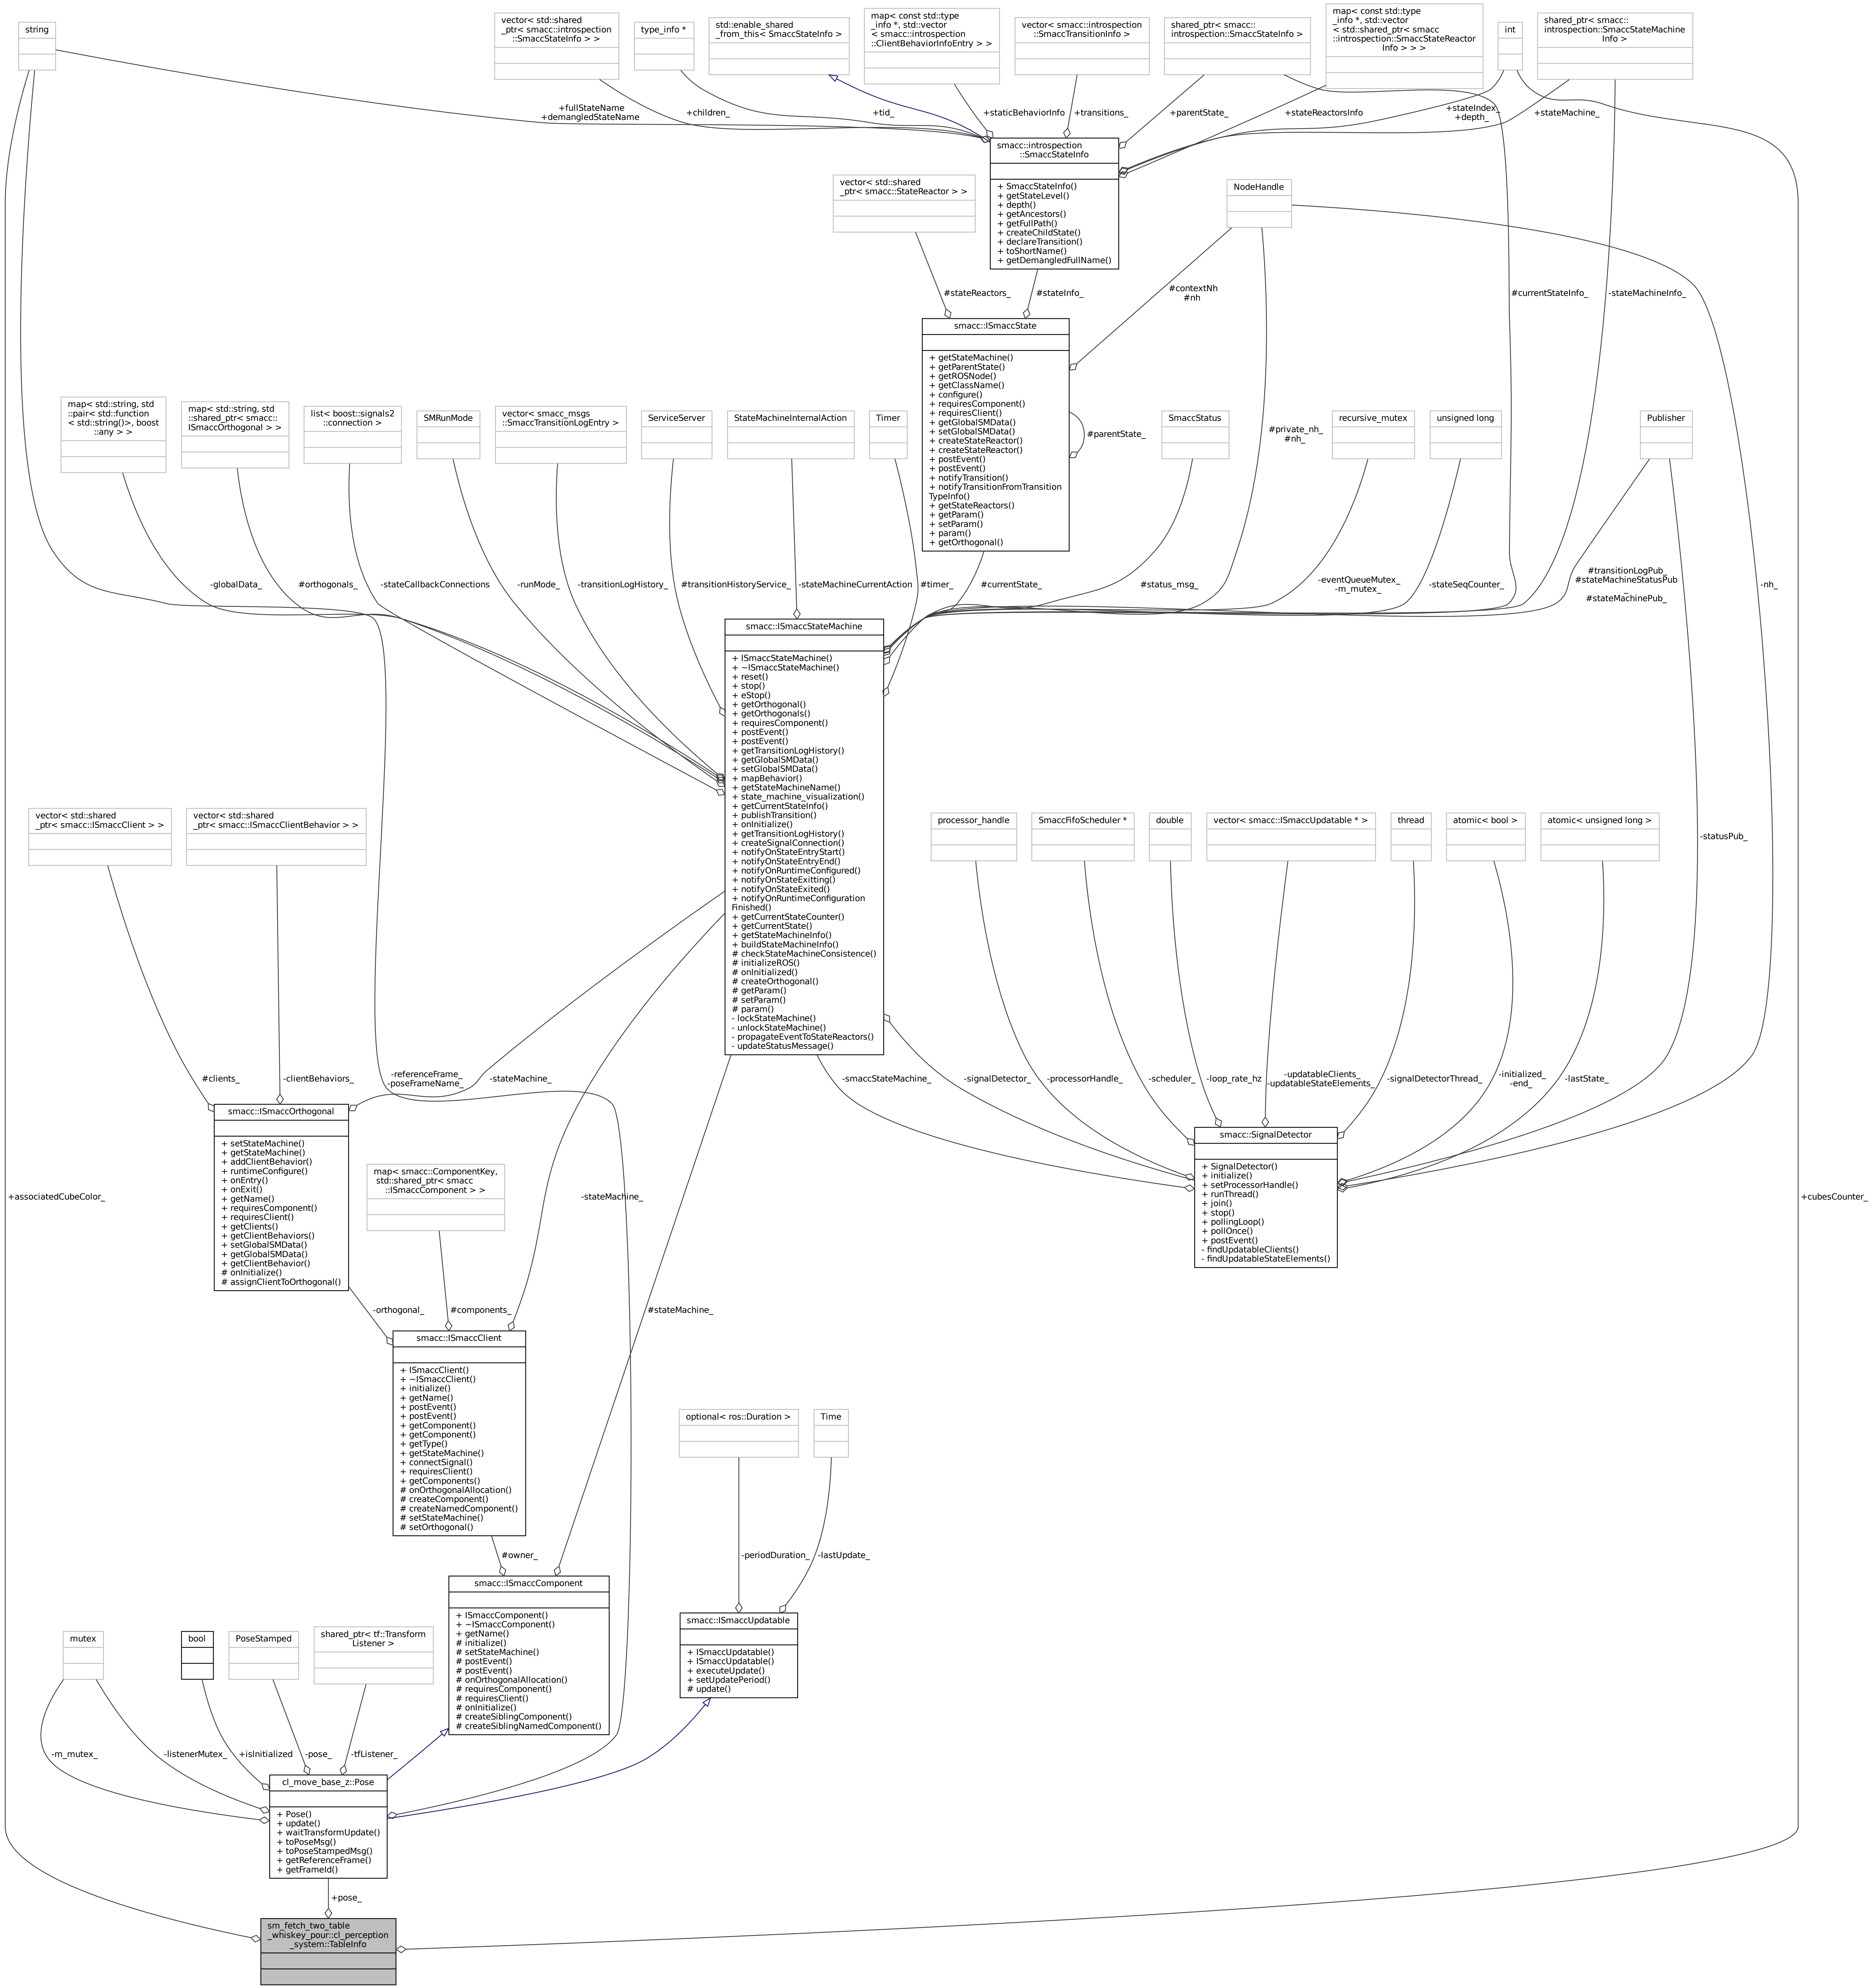 string
vector< std::shared
_ptr< smacc::introspection
::SmaccStateInfo > >
type_info *
std::enable_shared
_from_this< SmaccStateInfo >
map< const std::type
_info *, std::vector
< smacc::introspection
::ClientBehaviorInfoEntry > >
vector< smacc::introspection
::SmaccTransitionInfo >
shared_ptr< smacc::
introspection::SmaccStateInfo >
map< const std::type
_info *, std::vector
< std::shared_ptr< smacc
::introspection::SmaccStateReactor
Info > > >
int
shared_ptr< smacc::
introspection::SmaccStateMachine
Info >
+fullStateName
+demangledStateName
+children_
+tid_
+staticBehaviorInfo
+transitions_
+parentState_
+stateReactorsInfo
+stateIndex_
+depth_
+stateMachine_
smacc::introspection
::SmaccStateInfo
+ SmaccStateInfo()
+ getStateLevel()
+ depth()
+ getAncestors()
+ getFullPath()
+ createChildState()
+ declareTransition()
+ toShortName()
+ getDemangledFullName()
vector< std::shared
_ptr< smacc::StateReactor > >
NodeHandle
#stateReactors_
#stateInfo_
#contextNh
#nh
#currentStateInfo_
-stateMachineInfo_
smacc::ISmaccState
+ getStateMachine()
+ getParentState()
+ getROSNode()
+ getClassName()
+ configure()
+ requiresComponent()
+ requiresClient()
+ getGlobalSMData()
+ setGlobalSMData()
+ createStateReactor()
+ createStateReactor()
+ postEvent()
+ postEvent()
+ notifyTransition()
+ notifyTransitionFromTransition
TypeInfo()
+ getStateReactors()
+ getParam()
+ setParam()
+ param()
+ getOrthogonal()
#parentState_
map< std::string, std
::pair< std::function
< std::string()>, boost
::any > >
map< std::string, std
::shared_ptr< smacc::
ISmaccOrthogonal > >
list< boost::signals2
::connection >
SMRunMode
vector< smacc_msgs
::SmaccTransitionLogEntry >
ServiceServer
StateMachineInternalAction
Timer
SmaccStatus
#private_nh_
#nh_
recursive_mutex
unsigned long
Publisher
-globalData_
#orthogonals_
-stateCallbackConnections
-runMode_
-transitionLogHistory_
#transitionHistoryService_
-stateMachineCurrentAction
#timer_
#currentState_
#status_msg_
-eventQueueMutex_
-m_mutex_
-stateSeqCounter_
#transitionLogPub_
#stateMachineStatusPub
_
#stateMachinePub_
-nh_
smacc::ISmaccStateMachine
+ ISmaccStateMachine()
+ ~ISmaccStateMachine()
+ reset()
+ stop()
+ eStop()
+ getOrthogonal()
+ getOrthogonals()
+ requiresComponent()
+ postEvent()
+ postEvent()
+ getTransitionLogHistory()
+ getGlobalSMData()
+ setGlobalSMData()
+ mapBehavior()
+ getStateMachineName()
+ state_machine_visualization()
+ getCurrentStateInfo()
+ publishTransition()
+ onInitialize()
+ getTransitionLogHistory()
+ createSignalConnection()
+ notifyOnStateEntryStart()
+ notifyOnStateEntryEnd()
+ notifyOnRuntimeConfigured()
+ notifyOnStateExitting()
+ notifyOnStateExited()
+ notifyOnRuntimeConfiguration
Finished()
+ getCurrentStateCounter()
+ getCurrentState()
+ getStateMachineInfo()
+ buildStateMachineInfo()
# checkStateMachineConsistence()
# initializeROS()
# onInitialized()
# createOrthogonal()
# getParam()
# setParam()
# param()
- lockStateMachine()
- unlockStateMachine()
- propagateEventToStateReactors()
- updateStatusMessage()
vector< std::shared
_ptr< smacc::ISmaccClient > >
vector< std::shared
_ptr< smacc::ISmaccClientBehavior > >
processor_handle
SmaccFifoScheduler *
double
vector< smacc::ISmaccUpdatable * >
thread
atomic< bool >
atomic< unsigned long >
-statusPub_
#clients_
-clientBehaviors_
-referenceFrame_
-poseFrameName_
-stateMachine_
-smaccStateMachine_
-signalDetector_
-processorHandle_
-scheduler_
-loop_rate_hz
-updatableClients_
-updatableStateElements_
-signalDetectorThread_
-initialized_
-end_
-lastState_
smacc::ISmaccOrthogonal
+ setStateMachine()
+ getStateMachine()
+ addClientBehavior()
+ runtimeConfigure()
+ onEntry()
+ onExit()
+ getName()
+ requiresComponent()
+ requiresClient()
+ getClients()
+ getClientBehaviors()
+ setGlobalSMData()
+ getGlobalSMData()
+ getClientBehavior()
# onInitialize()
# assignClientToOrthogonal()
smacc::SignalDetector
+ SignalDetector()
+ initialize()
+ setProcessorHandle()
+ runThread()
+ join()
+ stop()
+ pollingLoop()
+ pollOnce()
+ postEvent()
- findUpdatableClients()
- findUpdatableStateElements()
map< smacc::ComponentKey,
std::shared_ptr< smacc
::ISmaccComponent > >
+associatedCubeColor_
-stateMachine_
+cubesCounter_
-orthogonal_
#components_
#stateMachine_
smacc::ISmaccClient
+ ISmaccClient()
+ ~ISmaccClient()
+ initialize()
+ getName()
+ postEvent()
+ postEvent()
+ getComponent()
+ getComponent()
+ getType()
+ getStateMachine()
+ connectSignal()
+ requiresClient()
+ getComponents()
# onOrthogonalAllocation()
# createComponent()
# createNamedComponent()
# setStateMachine()
# setOrthogonal()
optional< ros::Duration >
Time
#owner_
-periodDuration_
-lastUpdate_
smacc::ISmaccComponent
+ ISmaccComponent()
+ ~ISmaccComponent()
+ getName()
# initialize()
# setStateMachine()
# postEvent()
# postEvent()
# onOrthogonalAllocation()
# requiresComponent()
# requiresClient()
# onInitialize()
# createSiblingComponent()
# createSiblingNamedComponent()
smacc::ISmaccUpdatable
+ ISmaccUpdatable()
+ ISmaccUpdatable()
+ executeUpdate()
+ setUpdatePeriod()
# update()
mutex
bool
PoseStamped
shared_ptr< tf::Transform
Listener >
-m_mutex_
-listenerMutex_
+isInitialized
-pose_
-tfListener_
cl_move_base_z::Pose
+ Pose()
+ update()
+ waitTransformUpdate()
+ toPoseMsg()
+ toPoseStampedMsg()
+ getReferenceFrame()
+ getFrameId()
+pose_
sm_fetch_two_table
_whiskey_pour::cl_perception
_system::TableInfo